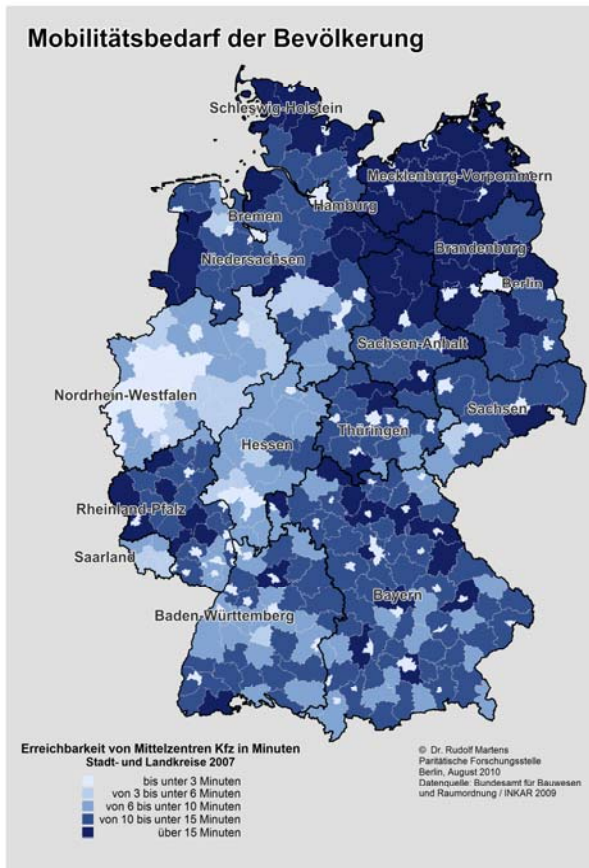 Mobilitätsbedarf der Bevölkerung
Schleswig-Holstein
Mecklenburg-Vorpommern
Hamburg
Bremen
Brandenburg
Niedersachsen
Berlin
Sachsen-Anhalt
Nordrhein-Westfalen
Sachsen
Thüringen
Hessen
Rheinland-Pfalz
Saarland
Bayern
Baden-Württemberg
Erreichbarkeit von Mittelzentren Kfz in Minuten
Stadt- und Landkreise 2007
bis unter 3 Minuten
von 3 bis unter 6 Minuten
von 6 bis unter 10 Minuten
von 10 bis unter 15 Minuten
über 15 Minuten
© Dr. Rudolf Martens
Paritätische Forschungsstelle
Berlin, August 2010
Datenquelle: Bundesamt für Bauwesen
und Raumordnung / INKAR 2009